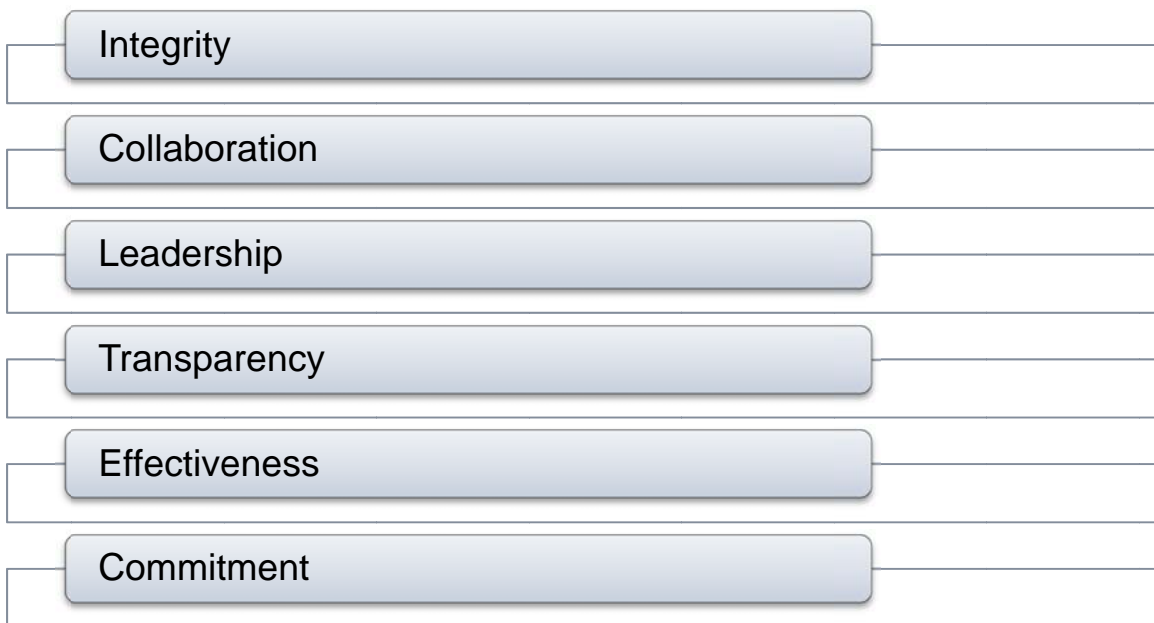 Integrity
Collaboration
Leadership
Transparency
Effectiveness
Commitment